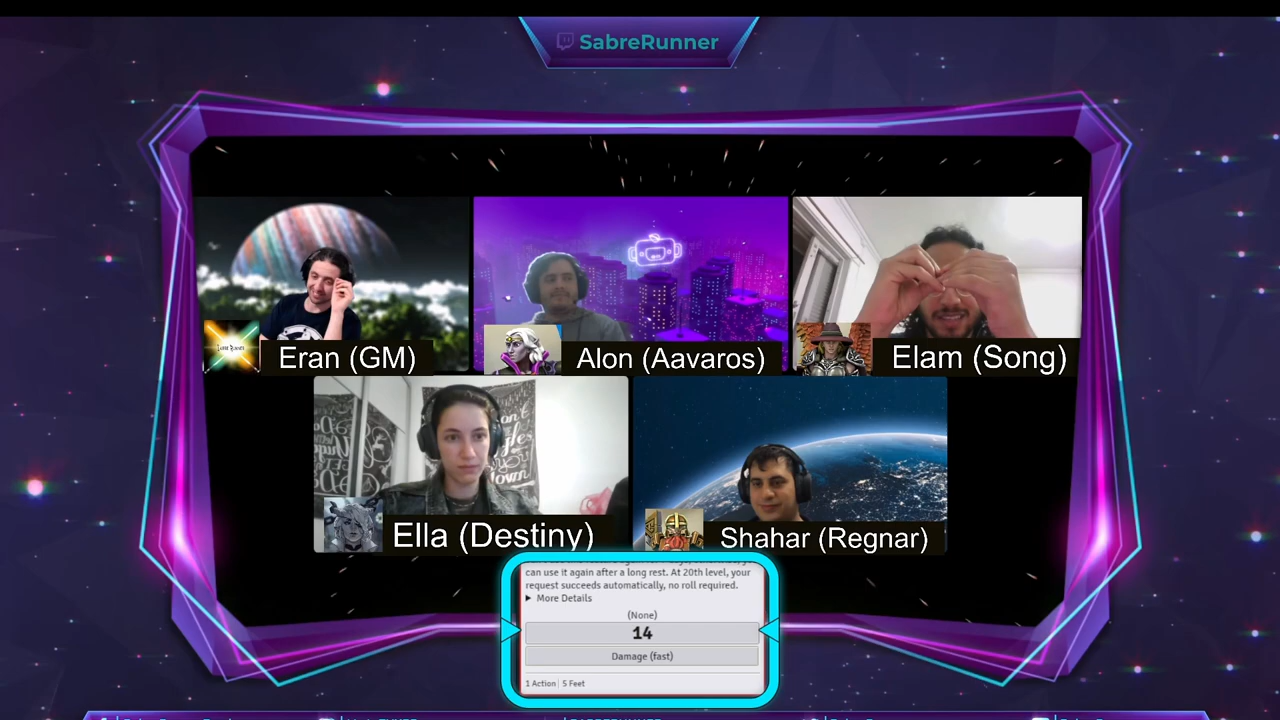 SabreRunner
Eran (GM)
Alon (Aavaros)
Elam (Song)
Ella (Destiny)
Shahar (Regnar)
can use it again after a long rest. At 20th level, your
request succeeds automatically, no roll required.
More Details
(None)
14
Damage (fast)
1 Action
5 Feet